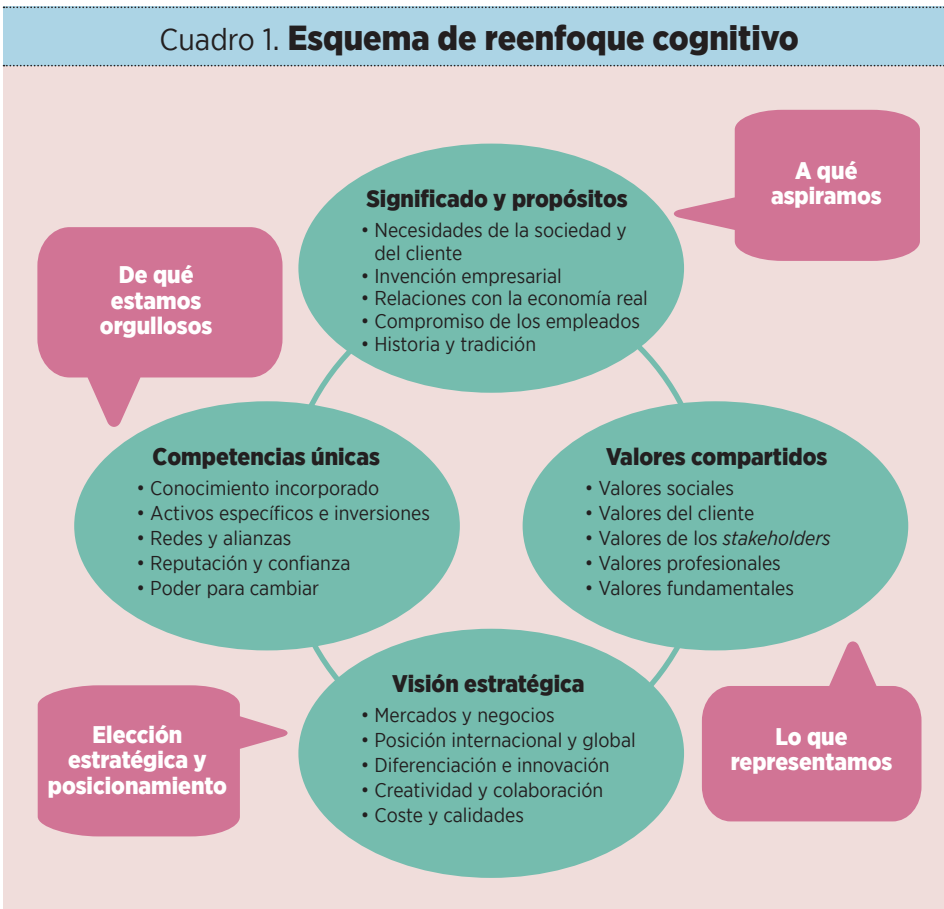 Cuadro 1. Esquema de reenfoque cognitivo
A qué
aspiramos
Significado y propósitos
• Necesidades de la sociedad y
del cliente
• Invención empresarial
• Relaciones con la economía real
• Compromiso de los empleados
• Historia y tradición
De qué
estamos
orgullosos
Competencias únicas
• Conocimiento incorporado
• Activos específicos e inversiones
• Redes y alianzas
• Reputación y confianza
• Poder para cambiar
Valores compartidos
• Valores sociales
• Valores del cliente
• Valores de los stakeholders
• Valores profesionales
• Valores fundamentales
Visión estratégica
• Mercados y negocios
• Posición internacional y global
• Diferenciación e innovación
• Creatividad y colaboración
• Coste y calidades
Elección
estratégica y
posicionamiento
Lo que
representamos